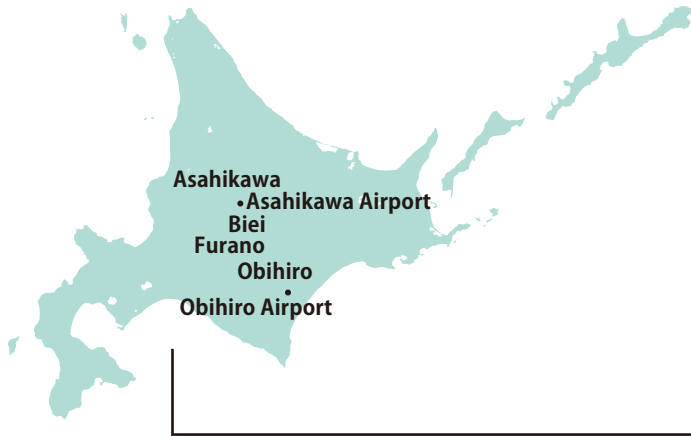 Asahikawa
Asahikawa Airport
Biei
Furano
Obihiro
Obihiro Airport